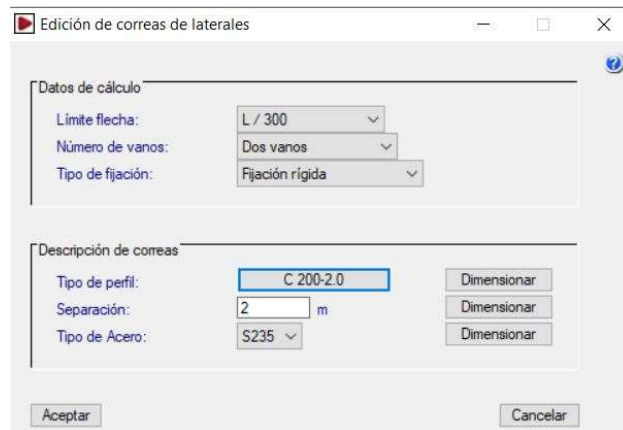 Edición de correas de laterales
Datos de cálculo
Límite flecha: L / 300
Número de vanos: Dos vanos
Tipo de fijación: Fijación rígida
Descripción de correas
Tipo de perfil: C 200-2.0 Dimensionar
Separación: 2 m Dimensionar
Tipo de Acero: S235 Dimensionar
Aceptar Cancelar